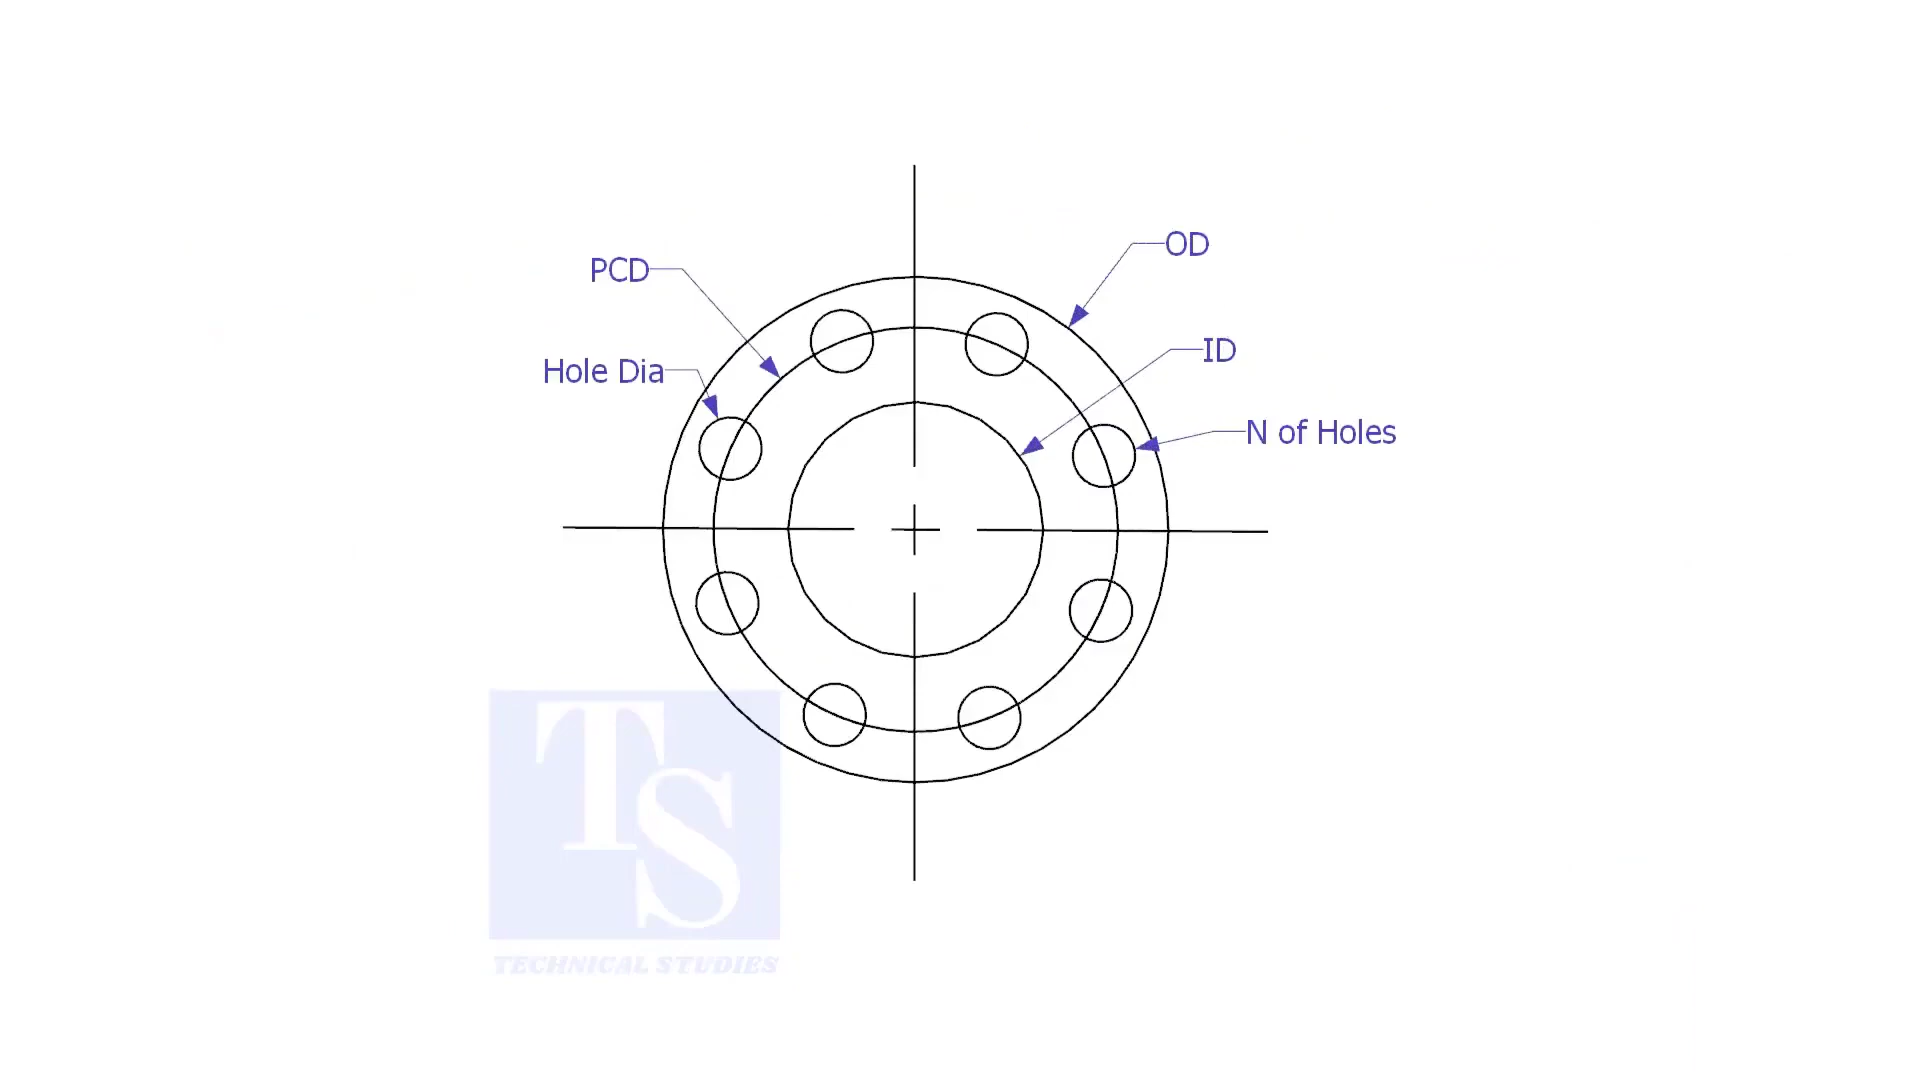 OD
PCD
ID
Hole Dia
N of Holes
TS
TECHNICAL STUDIES